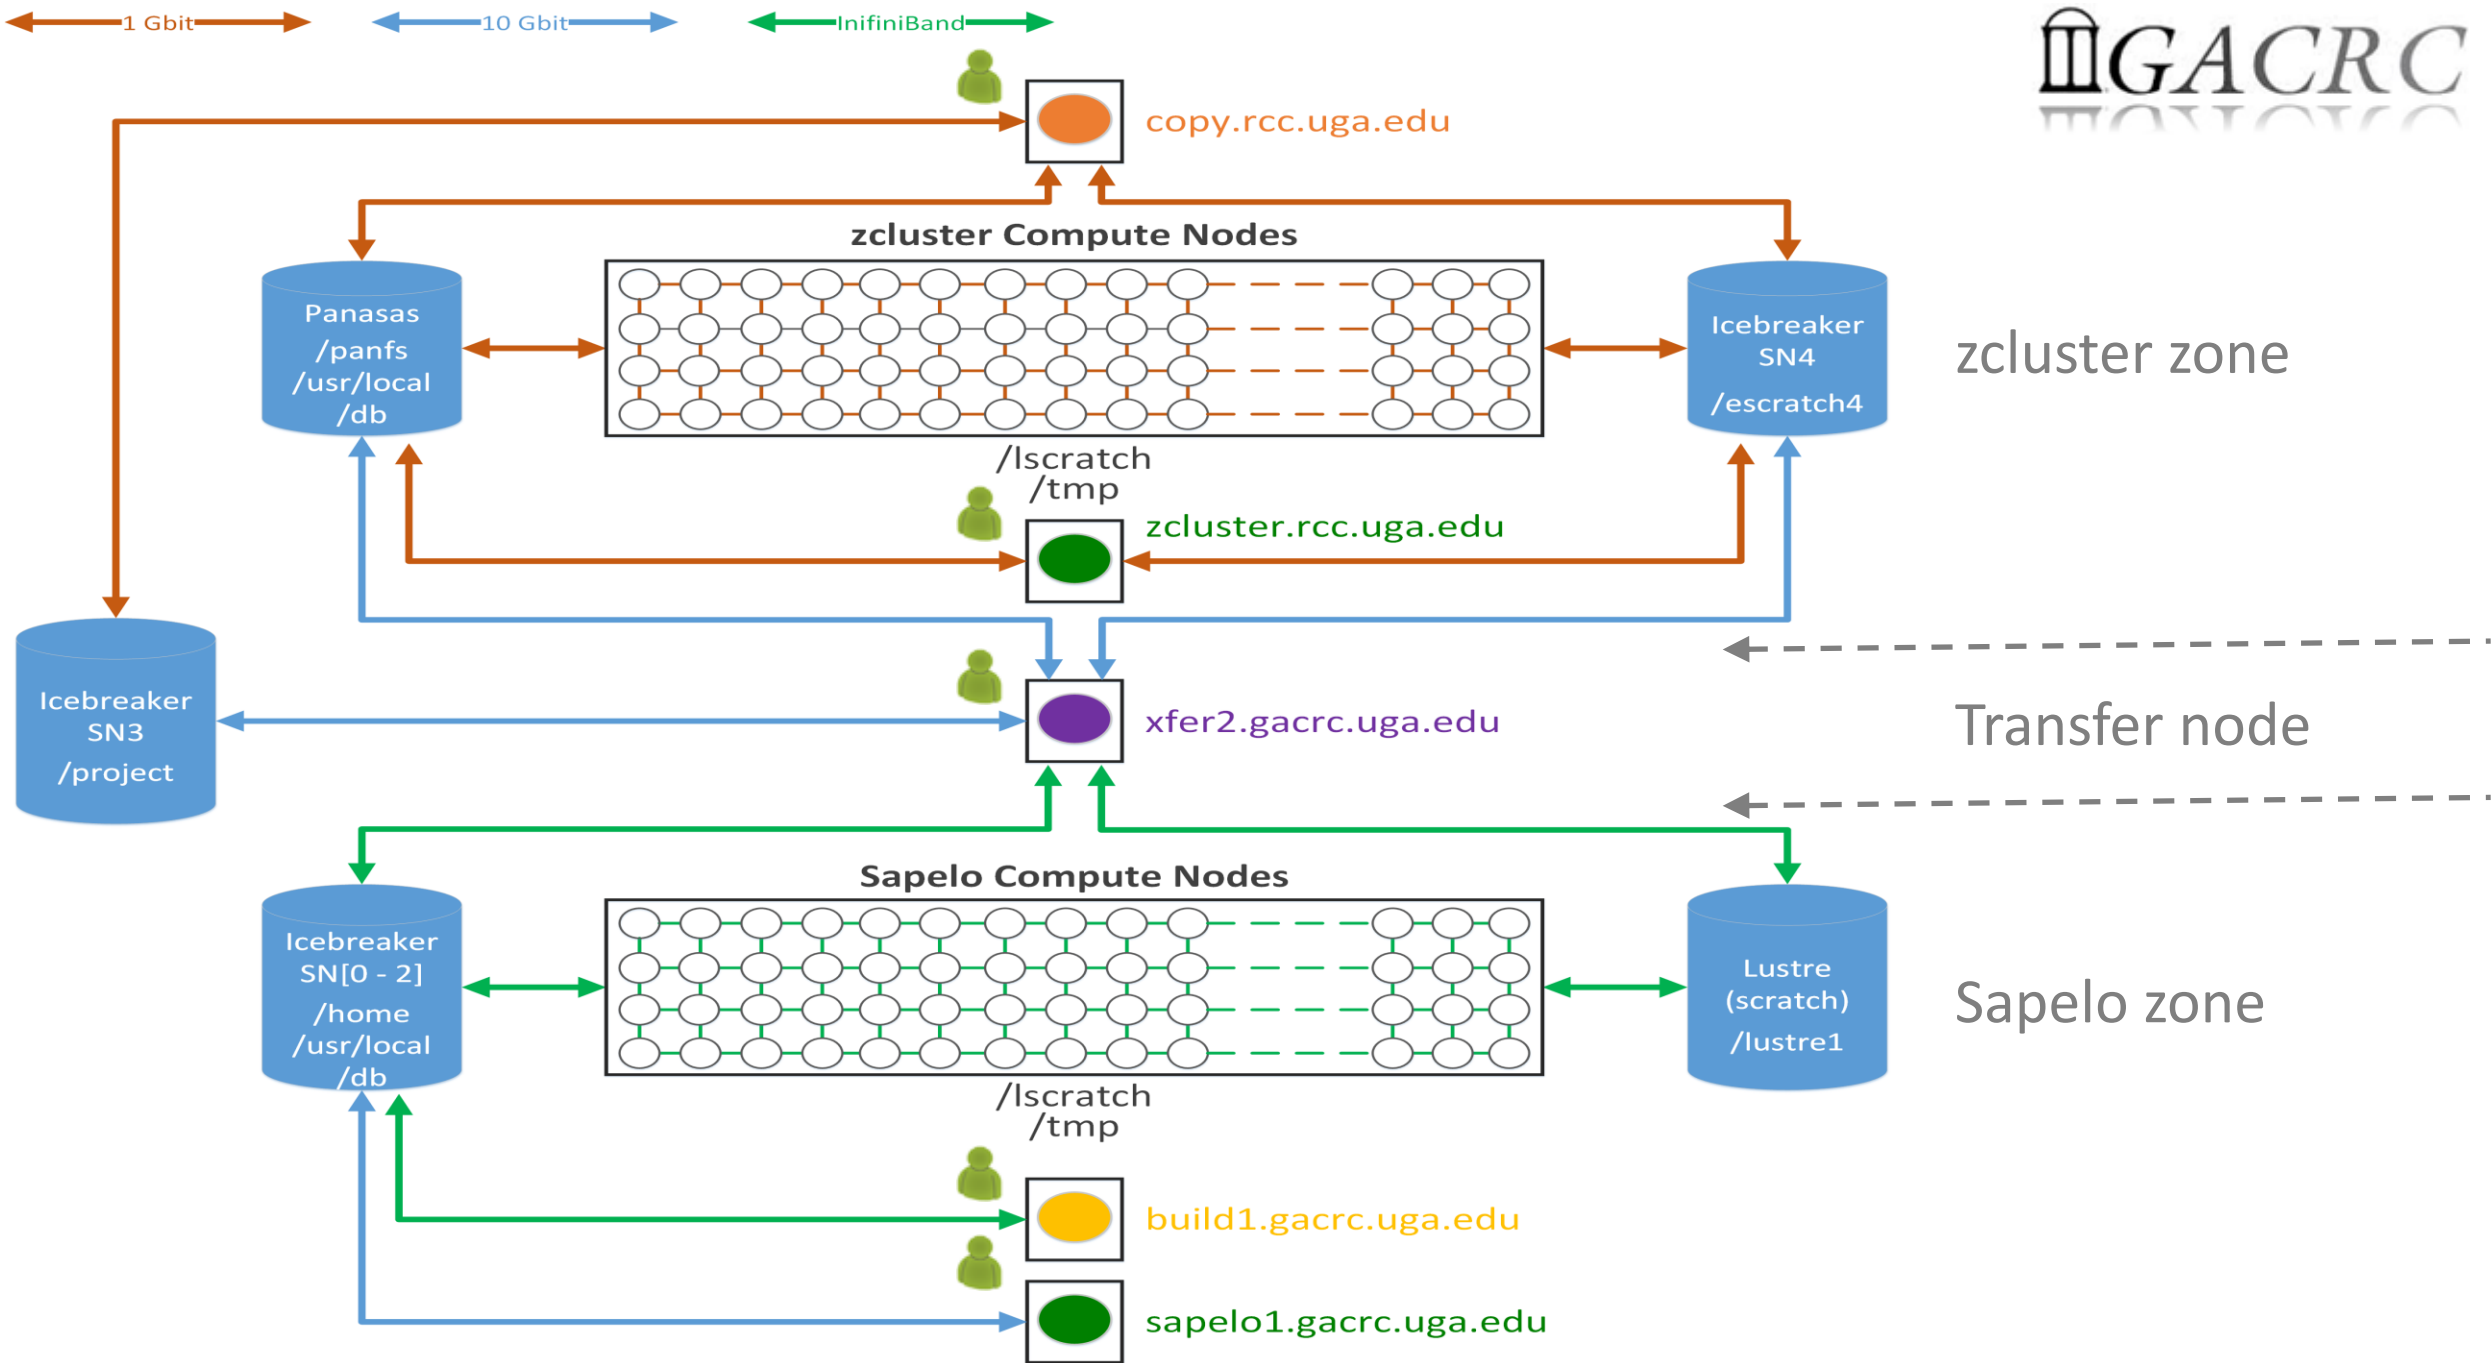 1 Gbit
10 Gbit
InifiniBand
GACRC
copy.rcc.uga.edu
zcluster Compute Nodes
Panasas
/panfs
/usr/local
/db
Icebreaker
SN4
/escratch4
zcluster zone
/lscratch
/tmp
zcluster.rcc.uga.edu
Icebreaker
SN3
/project
xfer2.gacrc.uga.edu
Transfer node
Sapelo Compute Nodes
Icebreaker
SN[0 - 2]
/home
/usr/local
/db
Lustre
(scratch)
/lustre1
Sapelo zone
/lscratch
/tmp
build1.gacrc.uga.edu
sapelo1.gacrc.uga.edu